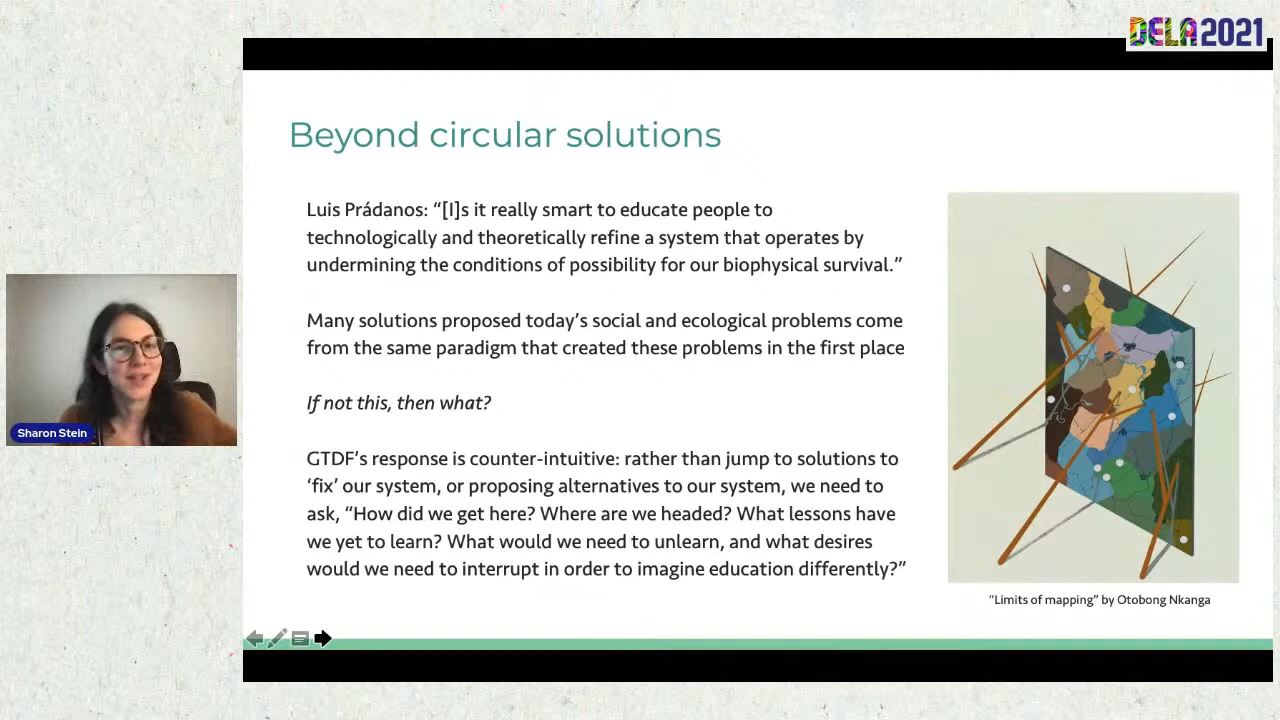 DELA 2021
Beyond circular solutions
Luis Prádanos: “[I]s it really smart to educate people to
technologically and theoretically refine a system that operates by
undermining the conditions of possibility for our biophysical survival.”
Many solutions proposed today’s social and ecological problems come
from the same paradigm that created these problems in the first place
If not this, then what?
GTDF’s response is counter-intuitive: rather than jump to solutions to
‘fix’ our system, or proposing alternatives to our system, we need to
ask, “How did we get here? Where are we headed? What lessons have
we yet to learn? What would we need to unlearn, and what desires
would we need to interrupt in order to imagine education differently?”
“Limits of mapping” by Otobong Nkanga
Sharon Stein